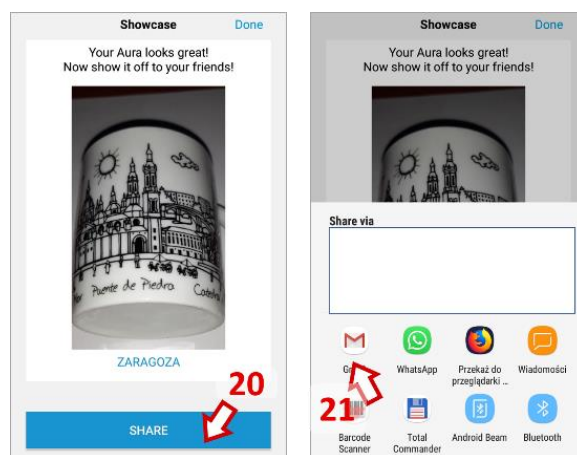 Showcase
Done
Your Aura looks great!
Now show it off to your friends!
Puente de Piedra
ZARAGOZA
20
SHARE
Showcase
Done
Your Aura looks great!
Now show it off to your friends!
Share via
WhatsApp
Przekaż do
przeglądarki ...
Wiadomości
21
Barcode
Scanner
Total
Commander
Android Beam
Bluetooth